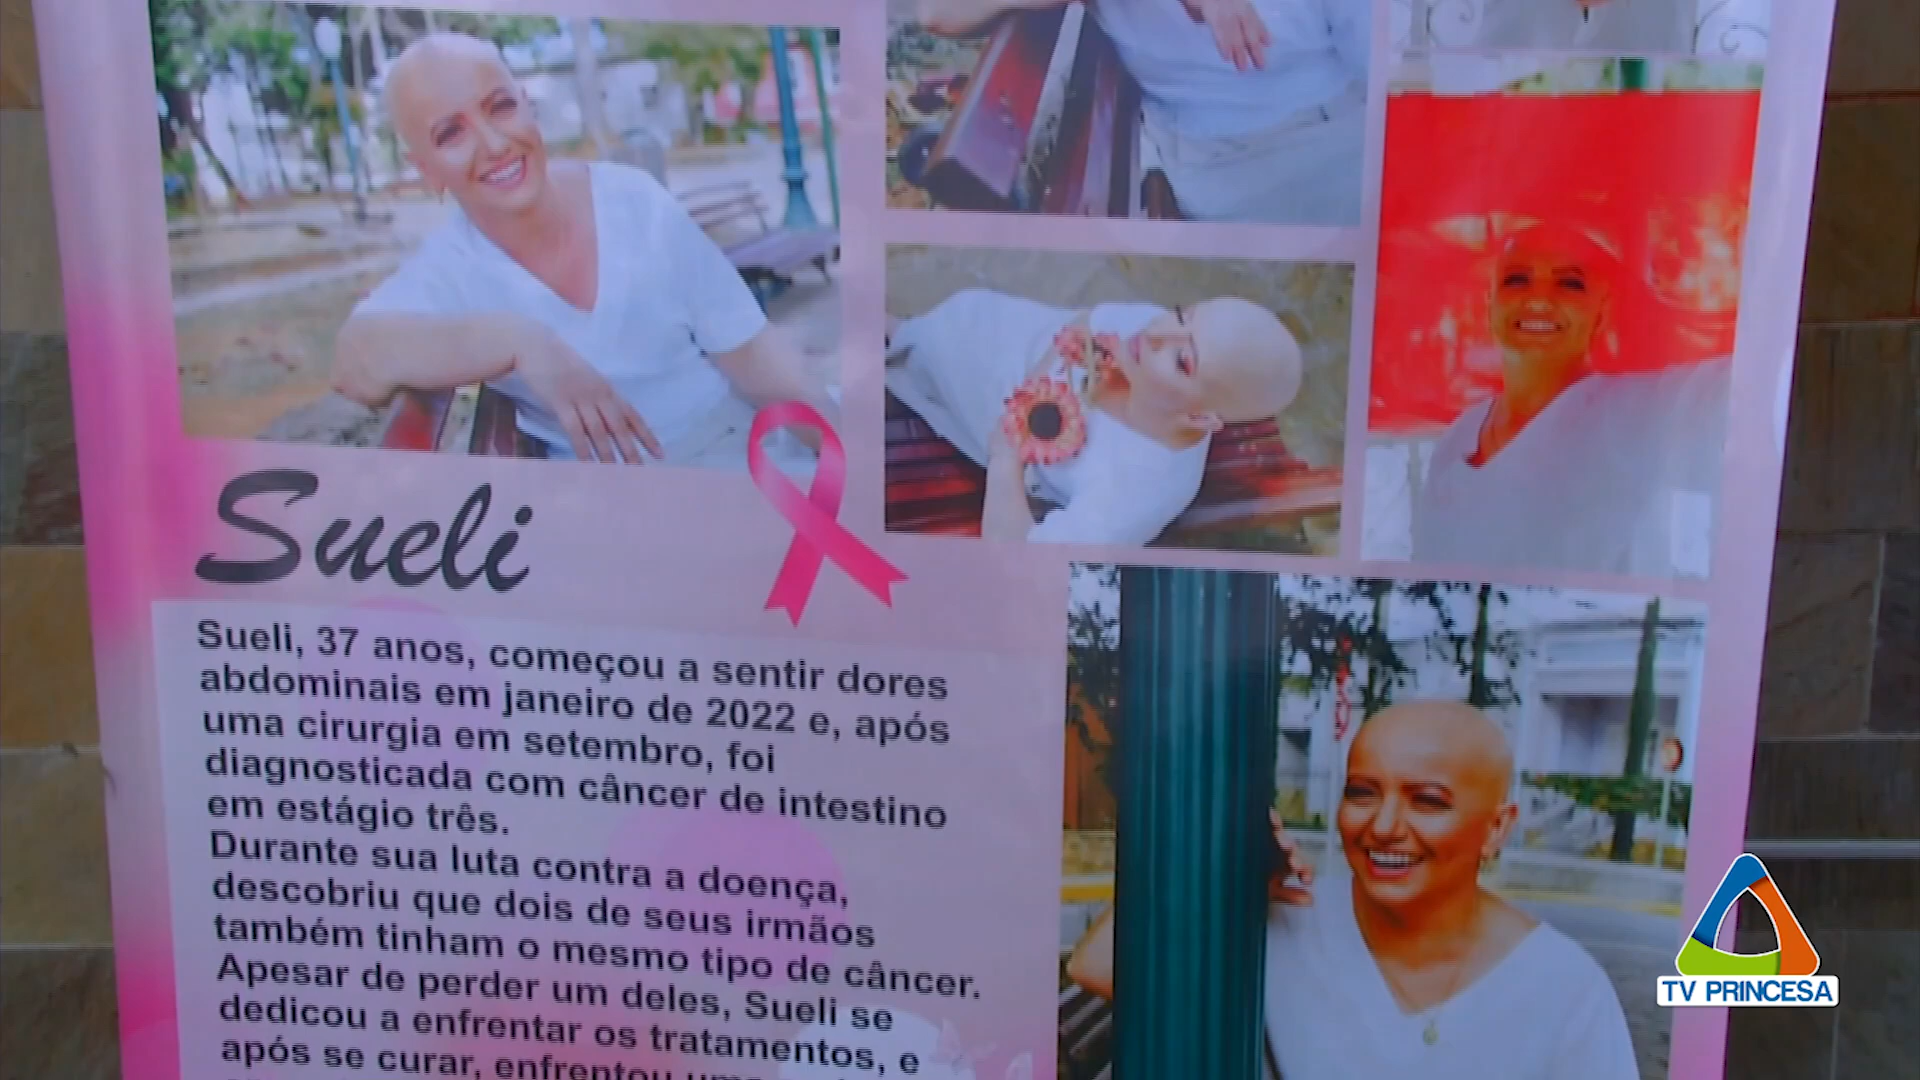 Sueli
Sueli, 37 anos, começou a sentir dores
abdominais em janeiro de 2022 e, após
uma cirurgia em setembro, foi
diagnosticada com câncer de intestino
em estágio três.
Durante sua luta contra a doença,
descobriu que dois de seus irmãos
também tinham o mesmo tipo de câncer.
Apesar de perder um deles, Sueli se
dedicou a enfrentar os tratamentos, e
após se curar, enfrentou uma
TV PRINCESA